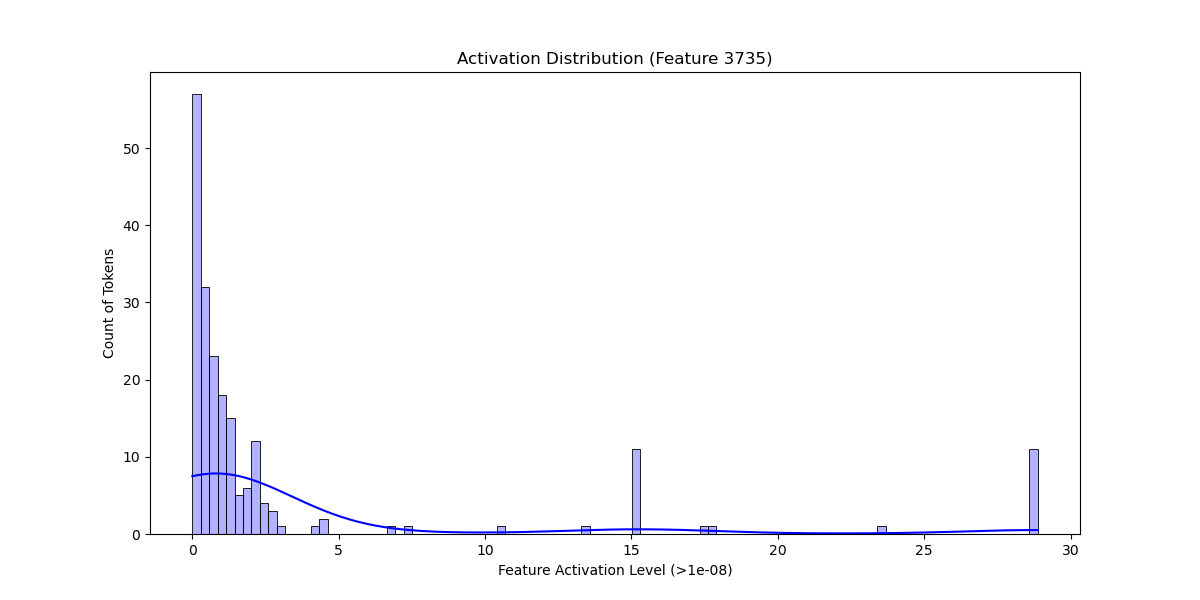 Activation Distribution (Feature 3735)
50
40
30
20
10
0
Count of Tokens
0 5 10 15 20 25 30
Feature Activation Level (>1e-08)